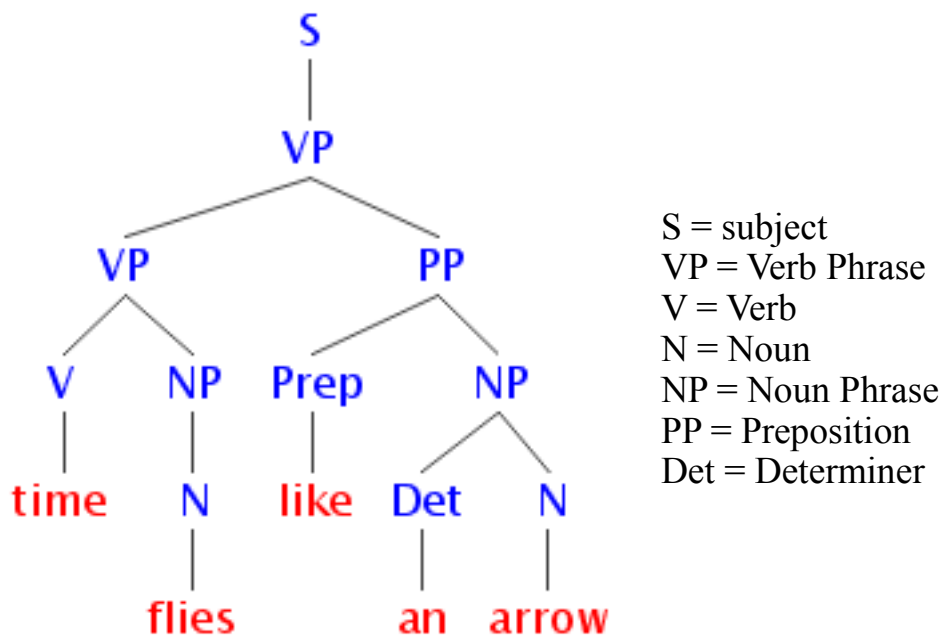 S
VP
VP PP
V NP Prep NP
time N like Det N
flies an arrow
S = subject
VP = Verb Phrase
V = Verb
N = Noun
NP = Noun Phrase
PP = Preposition
Det = Determiner